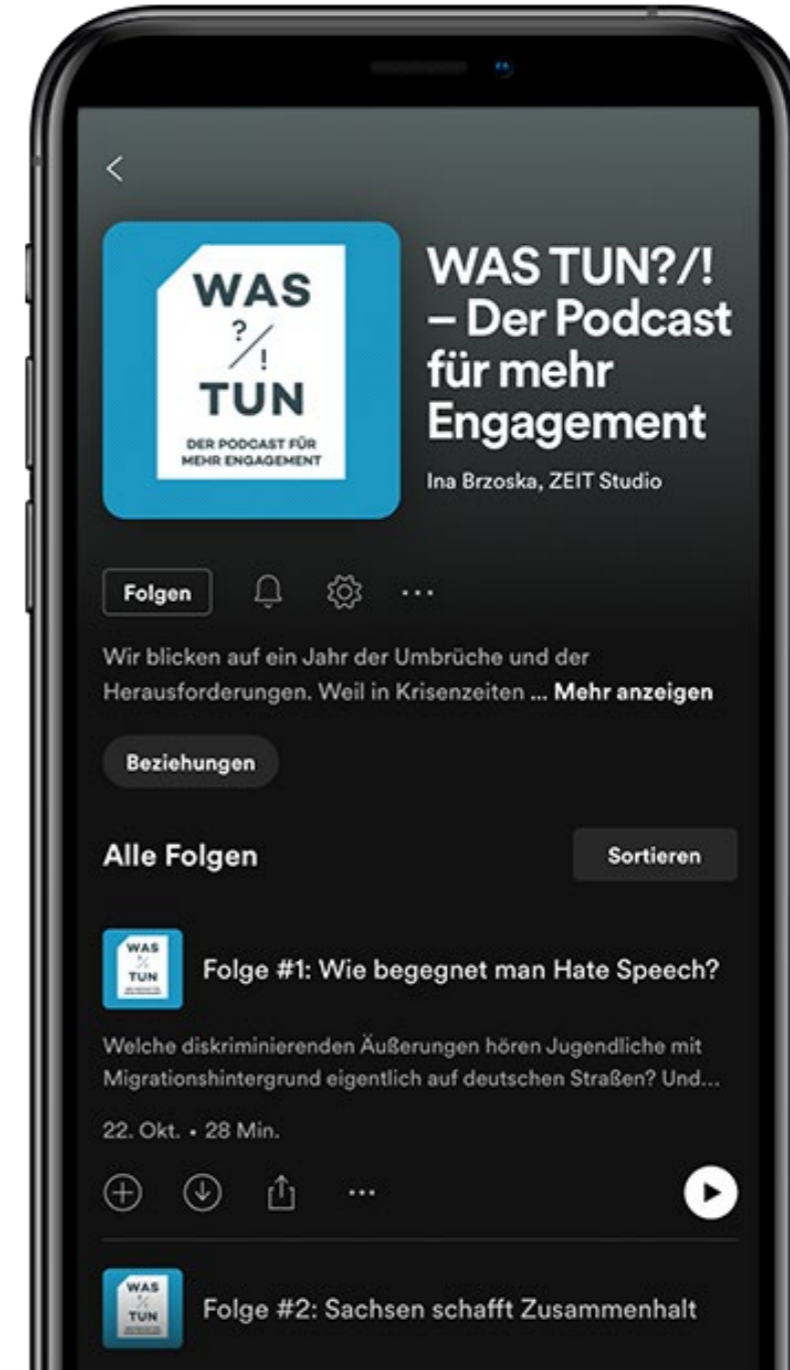 WAS
?/!
TUN
DER PODCAST FÜR
MEHR ENGAGEMENT
WAS TUN?/!
– Der Podcast
für mehr
Engagement
Ina Brzoska, ZEIT Studio
Folgen
Wir blicken auf ein Jahr der Umbrüche und der
Herausforderungen. Weil in Krisenzeiten ... Mehr anzeigen
Beziehungen
Alle Folgen
Sortieren
WAS
?/!
TUN
Folge #1: Wie begegnet man Hate Speech?
Welche diskriminierenden Äußerungen hören Jugendliche mit
Migrationshintergrund eigentlich auf deutschen Straßen? Und...
22. Okt. • 28 Min.
WAS
?/!
TUN
Folge #2: Sachsen schafft Zusammenhalt